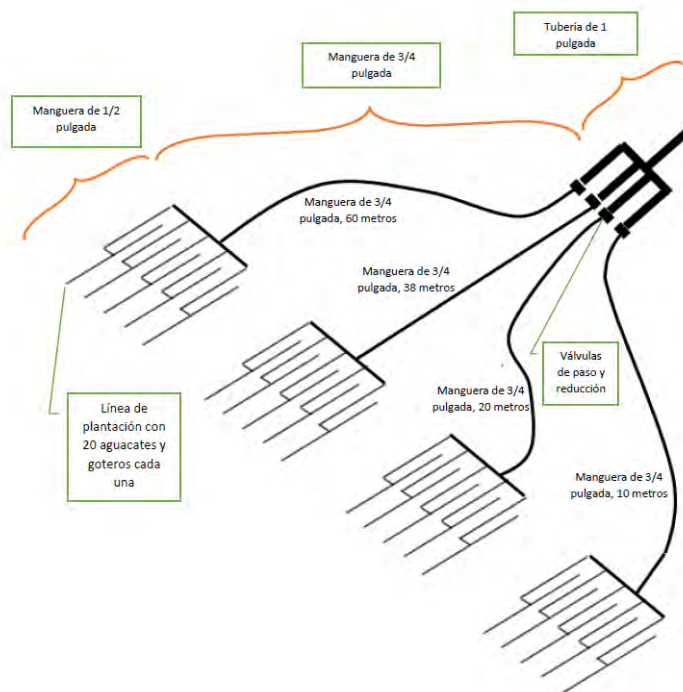 Tubería de 1
pulgada
Manguera de 3/4
pulgada
Manguera de 1/2
pulgada
Manguera de 3/4
pulgada, 60 metros
Manguera de 3/4
pulgada, 38 metros
Válvulas
de paso y
reducción
Manguera de 3/4
pulgada, 20 metros
Línea de
plantación con
20 aguacates y
goteros cada
una
Manguera de 3/4
pulgada, 10 metros